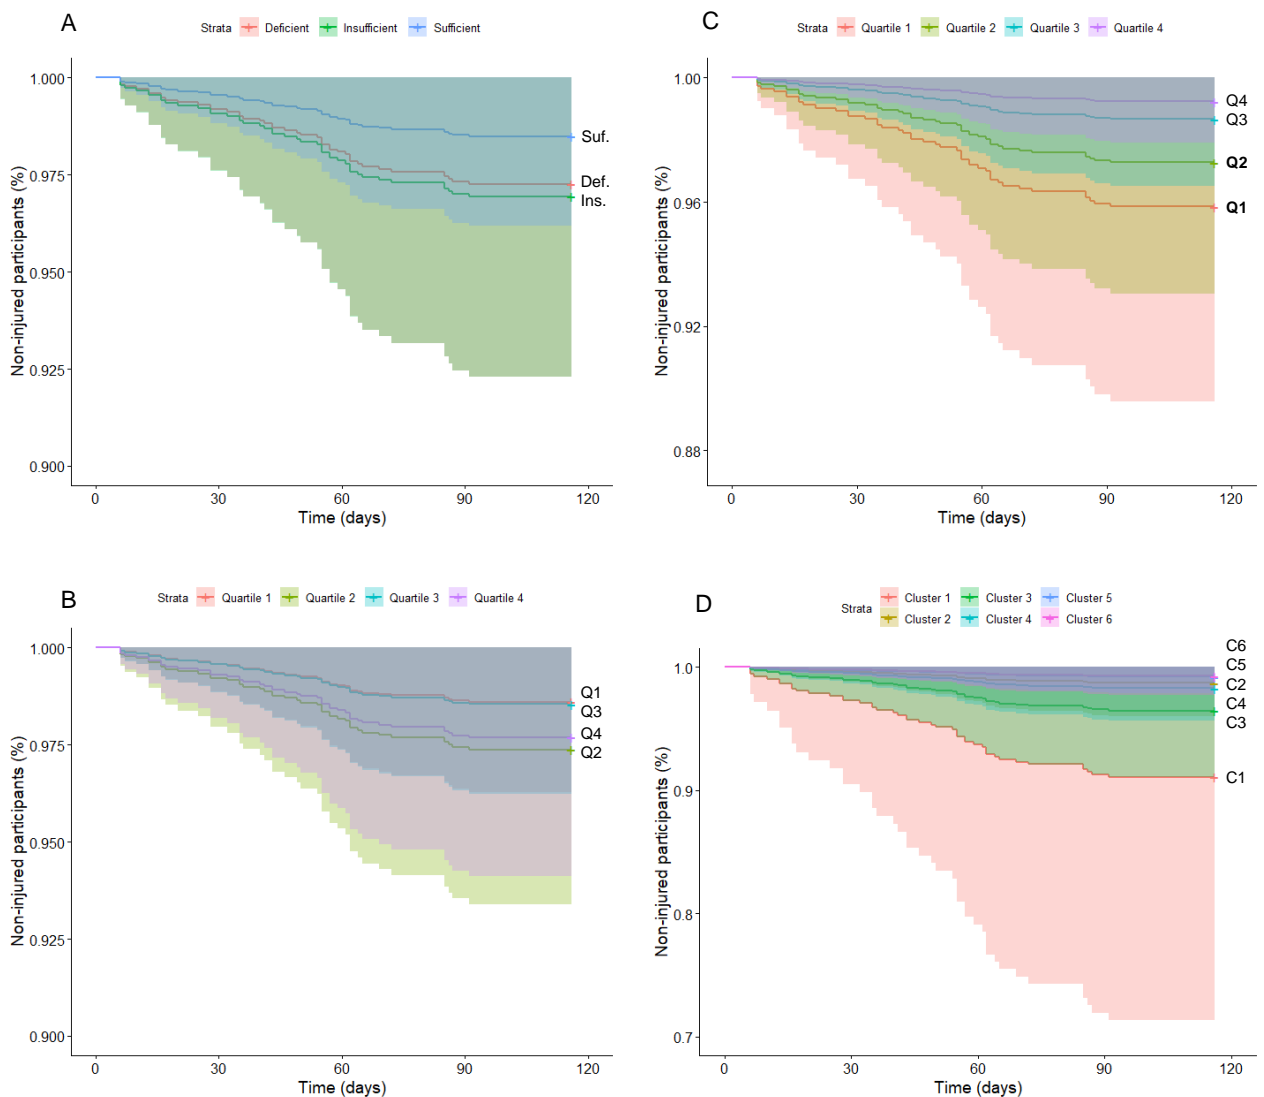 A
Strata Deficient Insufficient Sufficient
Non-injured participants (%)
1.000
0.975
0.950
0.925
0.900
Suf.
Def.
Ins.
0 30 60 90 120
Time (days)
C
Strata Quartile 1 Quartile 2 Quartile 3 Quartile 4
Non-injured participants (%)
1.00
0.96
0.92
0.88
Q4
Q3
Q2
Q1
0 30 60 90 120
Time (days)
B
Strata Quartile 1 Quartile 2 Quartile 3 Quartile 4
Non-injured participants (%)
1.000
0.975
0.950
0.925
0.900
Q1
Q3
Q4
Q2
0 30 60 90 120
Time (days)
D
Strata
Cluster 1 Cluster 3 Cluster 5
Cluster 2 Cluster 4 Cluster 6
Non-injured participants (%)
1.0
0.9
0.8
0.7
C6
C5
C2
C4
C3
C1
0 30 60 90 120
Time (days)